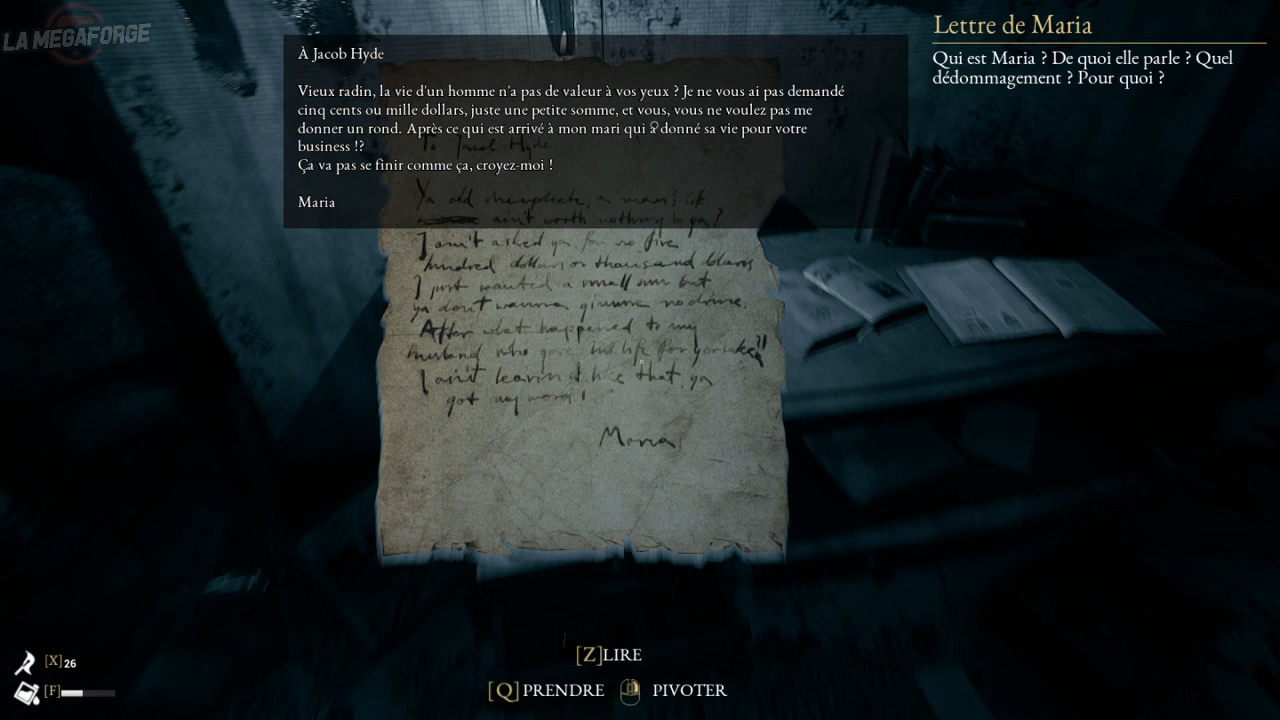 LA MEGAFORGE
Lettre de Maria
Qui est Maria ? De quoi elle parle ? Quel
dédommagement ? Pour quoi ?
À Jacob Hyde
Vieux radin, la vie d'un homme n'a pas de valeur à vos yeux ? Je ne vous ai pas demandé
cinq cents ou mille dollars, juste une petite somme, et vous, vous ne voulez pas me
donner un rond. Après ce qui est arrivé à mon mari qui a donné sa vie pour votre
business !?
Ça va pas se finir comme ça, croyez-moi !
Maria
To Jacob Hyde
Ya old cheapskate, a man's life
ain't worth nothing to ya?
I ain't asked ya for no five
hundred dollars or thousand
I just wanted a small sum but
ya don't wanna gimme no dime.
After what happened to my
husband who gave his life for
I ain't leavin it like that, ya
got my word!
Maria
[Z]LIRE
[Q]PRENDRE PIVOTER
[X] 26
[F]